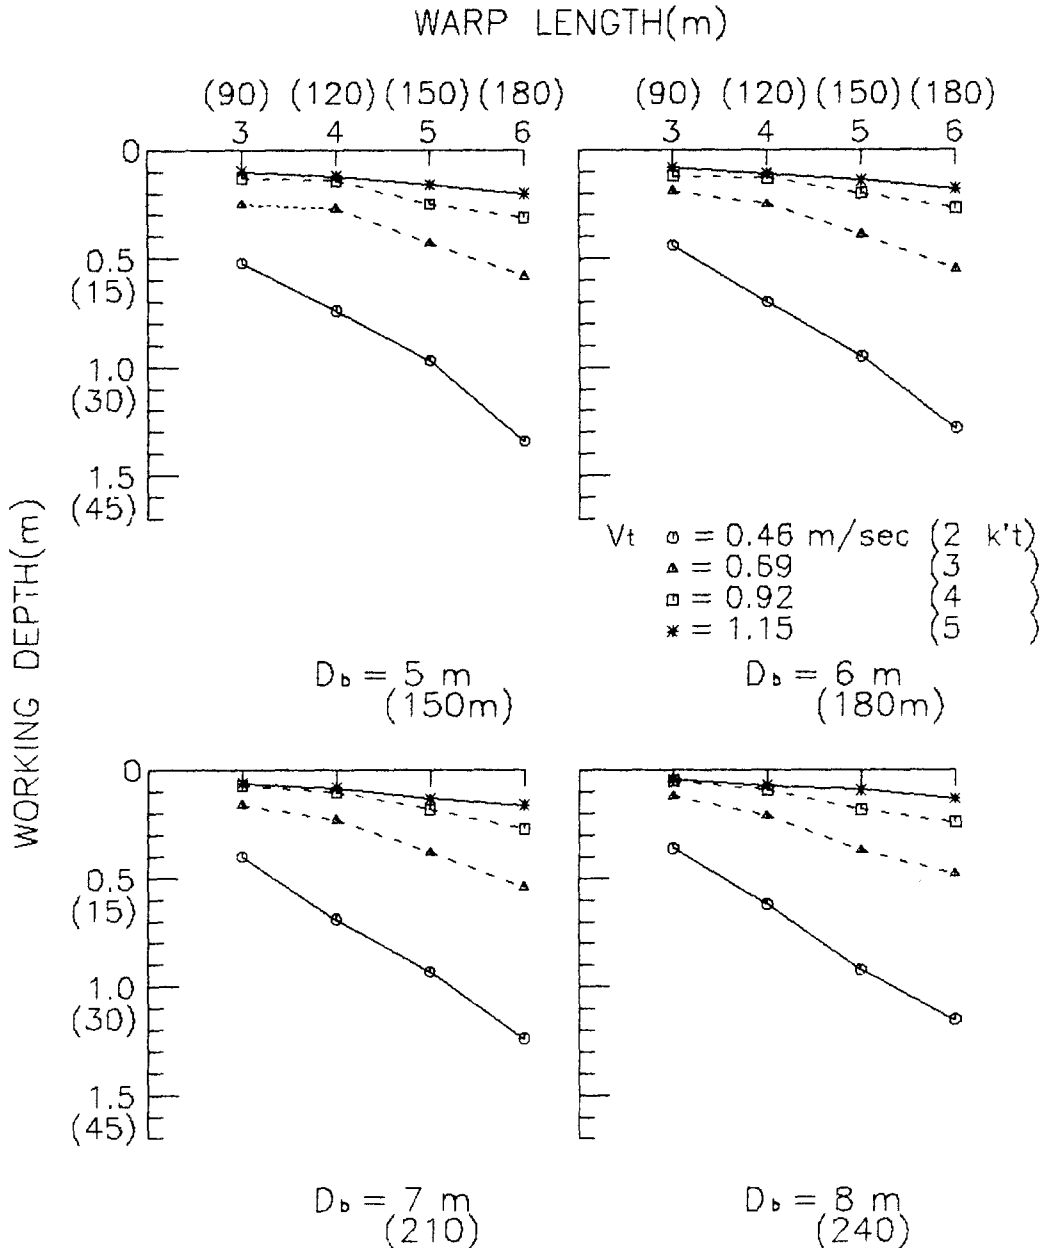 WARP LENGTH(m)
(90) (120) (150) (180) (90) (120) (150) (180)
3 4 5 6 3 4 5 6
0
0.5
(15)
1.0
(30)
1.5
(45)
WORKING DEPTH(m)
Vt = 0.46 m/sec (2 k't)
= 0.69 (3 )
= 0.92 (4 )
= 1.15 (5 )
Db = 5 m
(150m)
Db = 6 m
(180m)
0
0.5
(15)
1.0
(30)
1.5
(45)
Db = 7 m
(210)
Db = 8 m
(240)